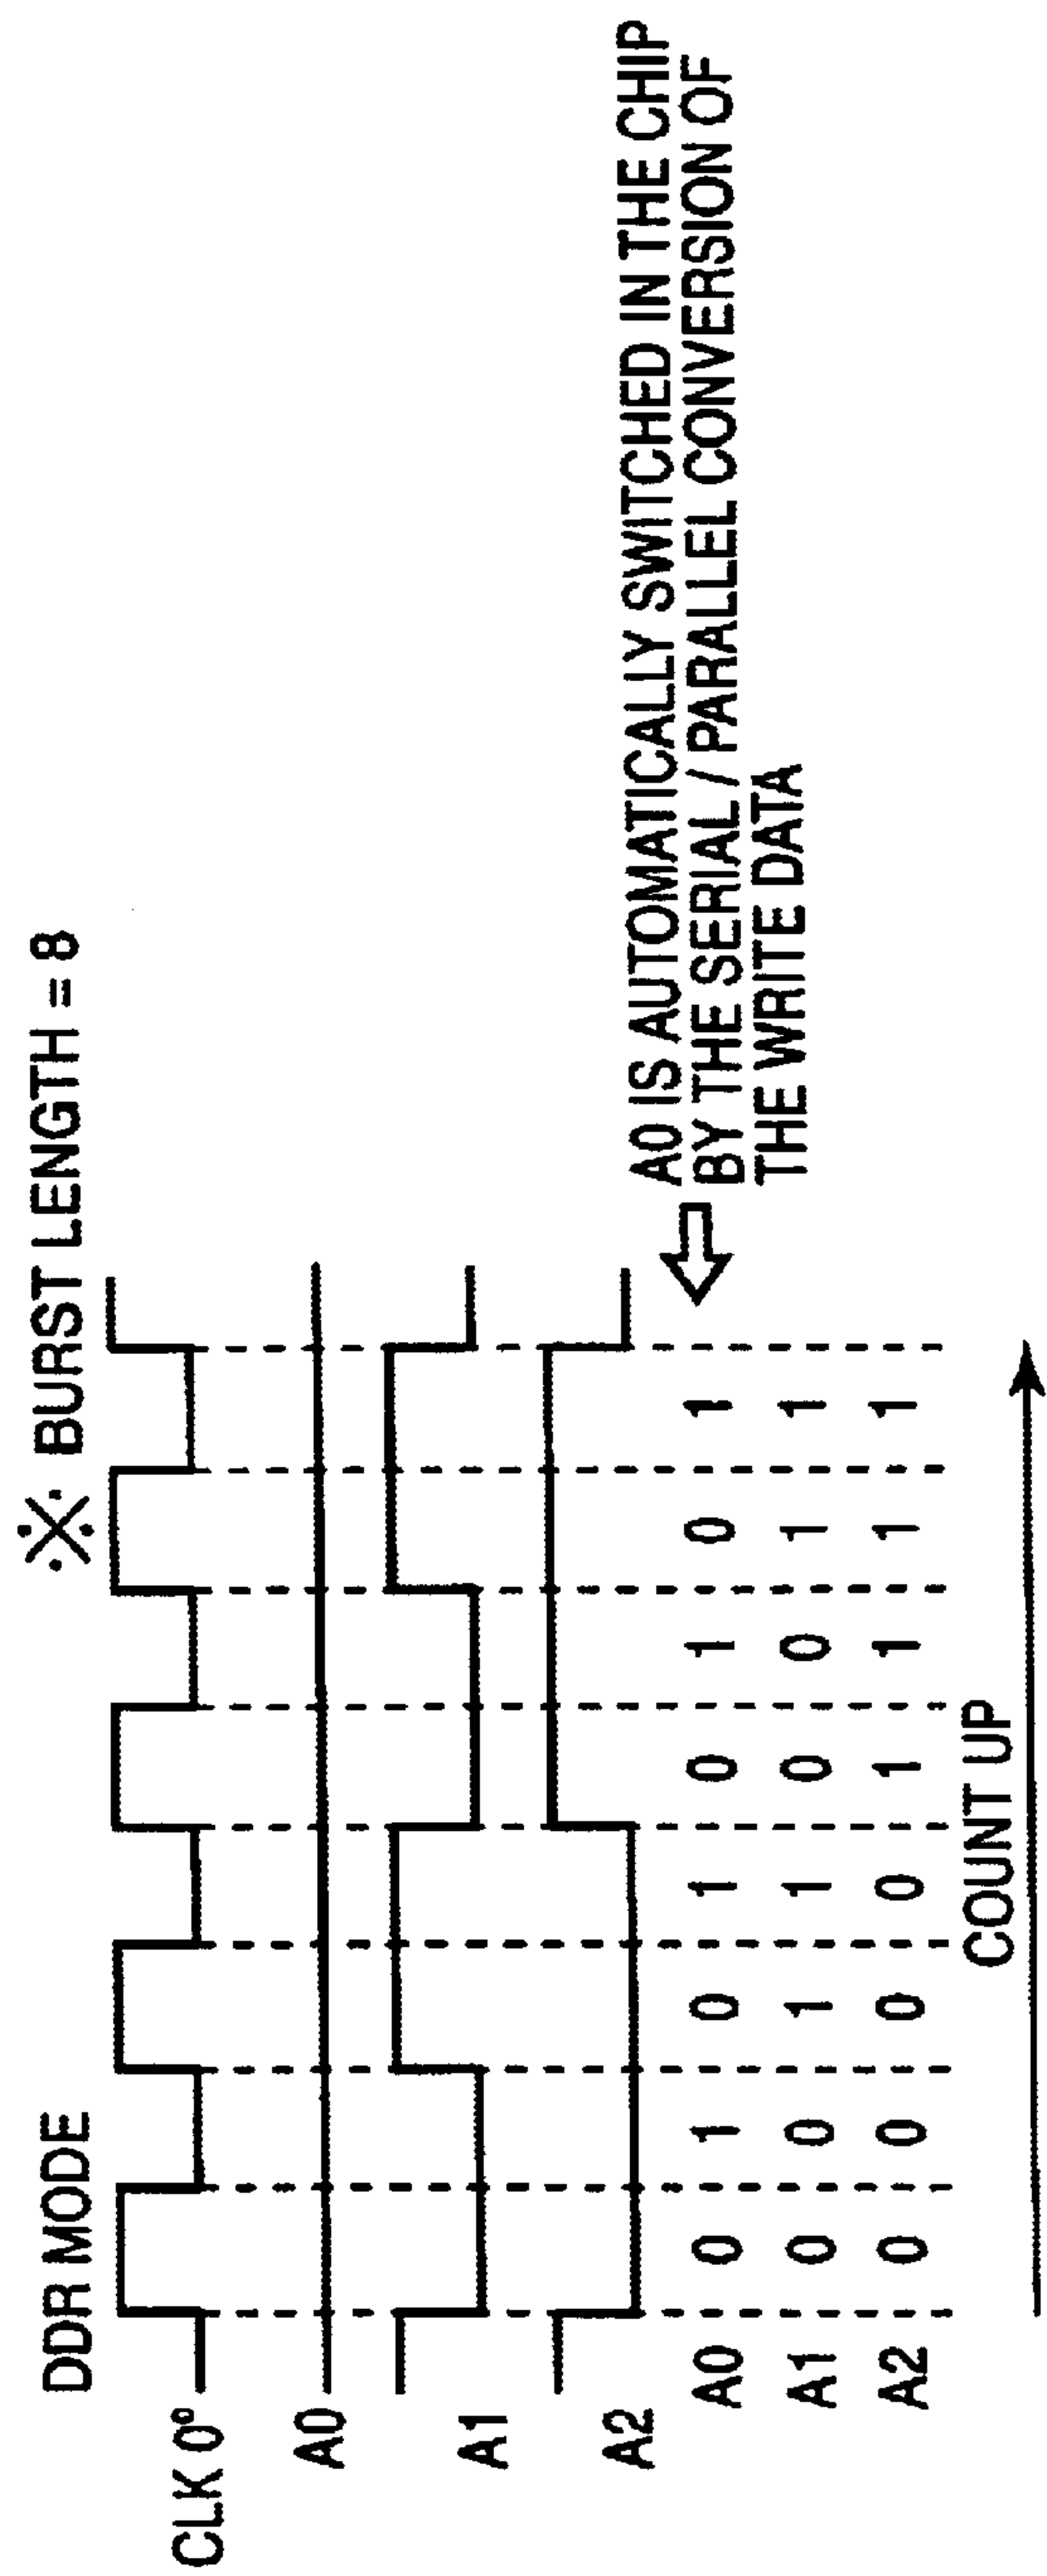 DDR MODE
※ BURST LENGTH = 8
CLK 0°
A0
A1
A2
A0 0 1 0 1 0 1 0 1
A0 IS AUTOMATICALLY SWITCHED IN THE CHIP
BY THE SERIAL / PARALLEL CONVERSION OF
THE WRITE DATA
A1 0 0 1 1 0 0 1 1
A2 0 0 0 0 1 1 1 1
COUNT UP